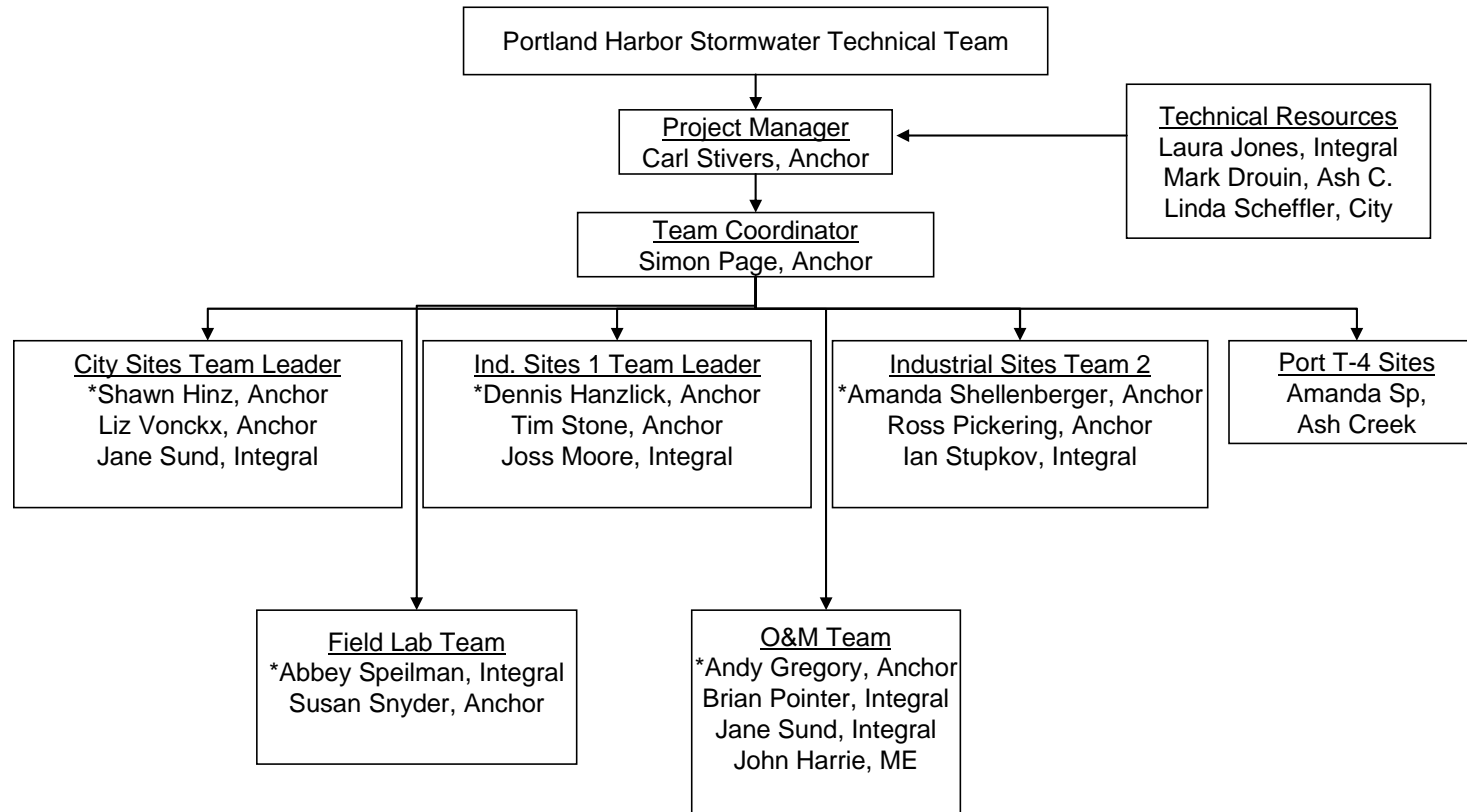 Portland Harbor Stormwater Technical Team
Project Manager
Carl Stivers, Anchor
Technical Resources
Laura Jones, Integral
Mark Drouin, Ash C.
Linda Scheffler, City
Team Coordinator
Simon Page, Anchor
City Sites Team Leader
*Shawn Hinz, Anchor
Liz Vonckx, Anchor
Jane Sund, Integral
Ind. Sites 1 Team Leader
*Dennis Hanzlick, Anchor
Tim Stone, Anchor
Joss Moore, Integral
Industrial Sites Team 2
*Amanda Shellenberger, Anchor
Ross Pickering, Anchor
Ian Stupkov, Integral
Port T-4 Sites
Amanda Sp,
Ash Creek
Field Lab Team
*Abbey Speilman, Integral
Susan Snyder, Anchor
O&M Team
*Andy Gregory, Anchor
Brian Pointer, Integral
Jane Sund, Integral
John Harrie, ME